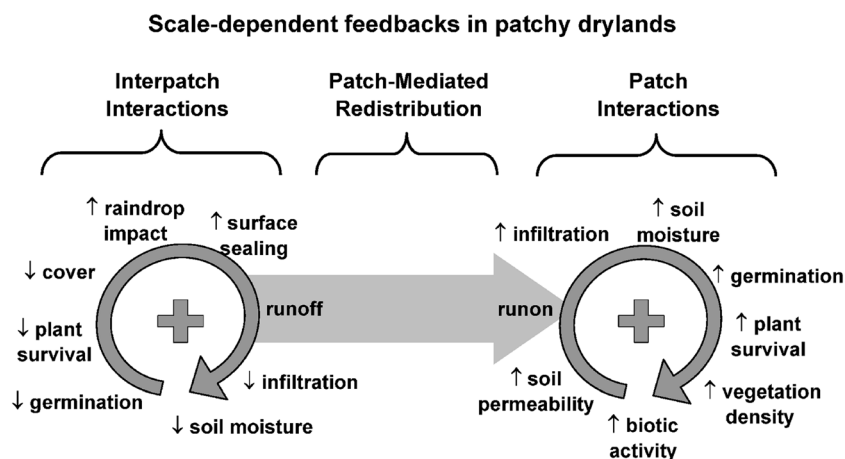 Scale-dependent feedbacks in patchy drylands
Interpatch
Interactions
Patch-Mediated
Redistribution
Patch
Interactions
↑ raindrop
impact
↑ surface
sealing
↓ cover
↓ plant
survival
↓ germination
↓ soil moisture
↓ infiltration
runoff
runon
↑ infiltration
↑ soil
moisture
↑ germination
↑ plant
survival
↑ vegetation
density
↑ biotic
activity
↑ soil
permeability